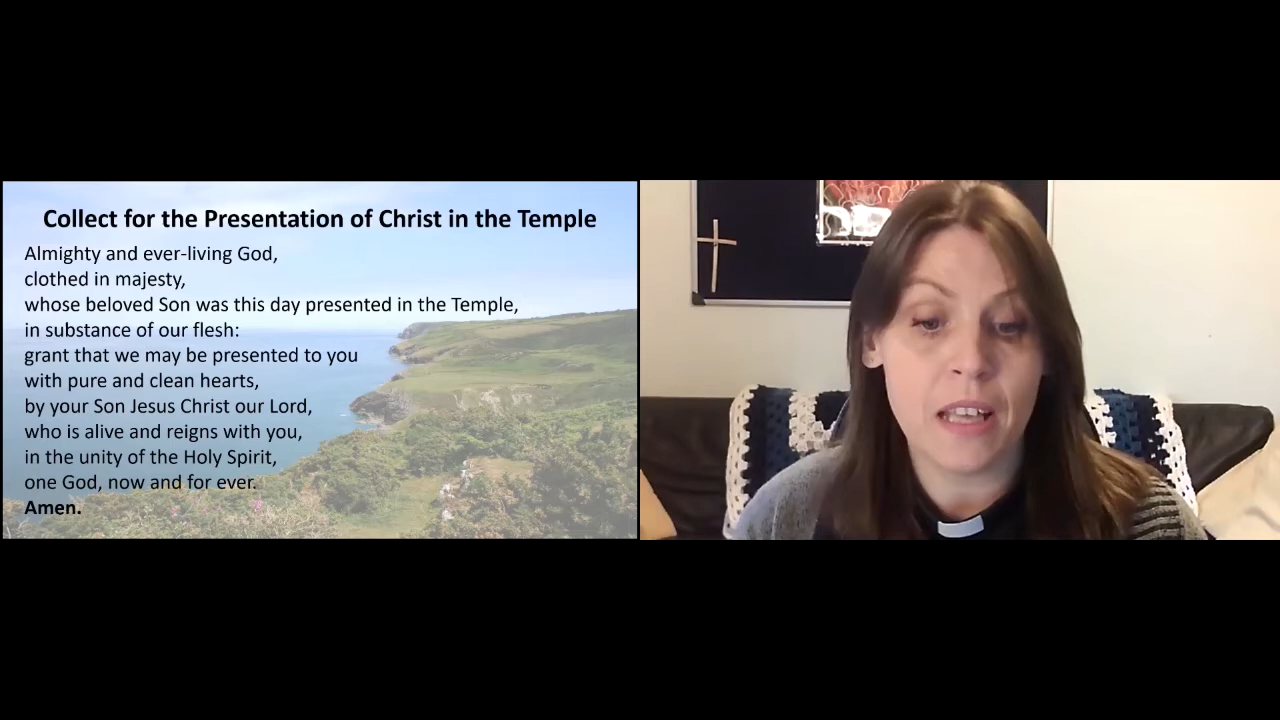 Collect for the Presentation of Christ in the Temple
Almighty and ever-living God,
clothed in majesty,
whose beloved Son was this day presented in the Temple,
in substance of our flesh:
grant that we may be presented to you
with pure and clean hearts,
by your Son Jesus Christ our Lord,
who is alive and reigns with you,
in the unity of the Holy Spirit,
one God, now and for ever.
Amen.